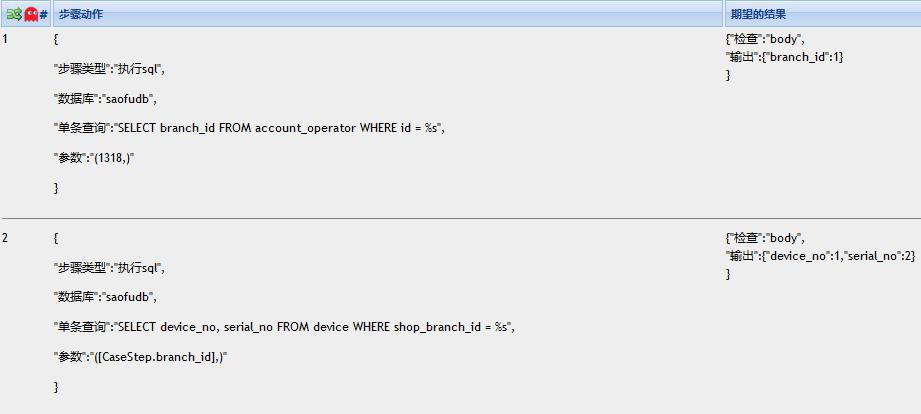 # 步骤动作 期望的结果
1 { {"检查":"body",
"步骤类型":"执行sql", "输出":{"branch_id":1}
"数据库":"saofudb", }
"单条查询":"SELECT branch_id FROM account_operator WHERE id = %s",
"参数":"(1318,)"
}
2 { {"检查":"body",
"步骤类型":"执行sql", "输出":{"device_no":1,"serial_no":2}
"数据库":"saofudb", }
"单条查询":"SELECT device_no, serial_no FROM device WHERE shop_branch_id = %s",
"参数":"([CaseStep.branch_id],)"
}